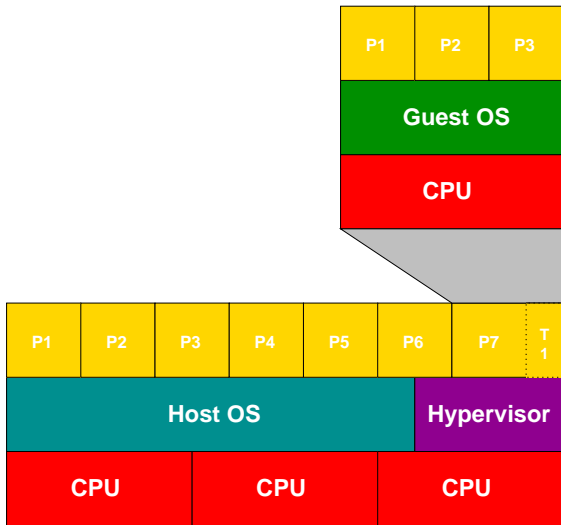 P1 P2 P3
Guest OS
CPU
P1 P2 P3 P4 P5 P6 P7 T
1
Host OS Hypervisor
CPU CPU CPU